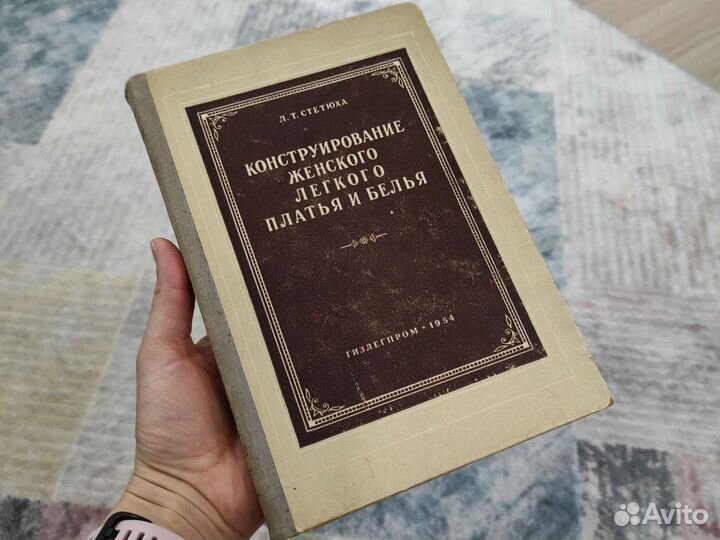 Л. Т. СТЕТЮХА
КОНСТРУИРОВАНИЕ
ЖЕНСКОГО
ЛЕГКОГО
ПЛАТЬЯ И БЕЛЬЯ
ГИЗЛЕГПРОМ • 1954
Avito